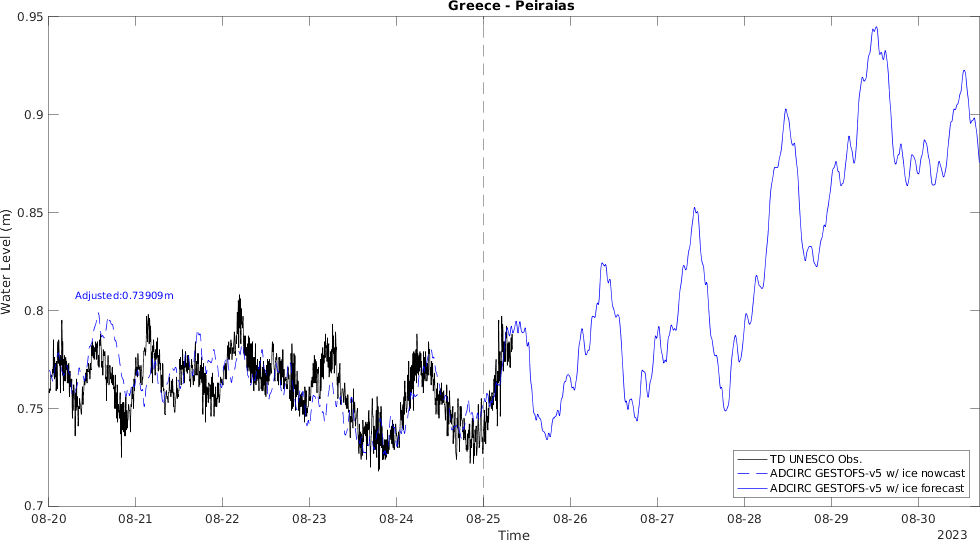 Greece - Peiraias
0.95
0.9
0.85
0.8
0.75
0.7
Water Level (m)
Adjusted:0.73909m
TD UNESCO Obs.
ADCIRC GESTOFS-v5 w/ ice nowcast
ADCIRC GESTOFS-v5 w/ ice forecast
08-20 08-21 08-22 08-23 08-24 08-25 08-26 08-27 08-28 08-29 08-30
Time
2023